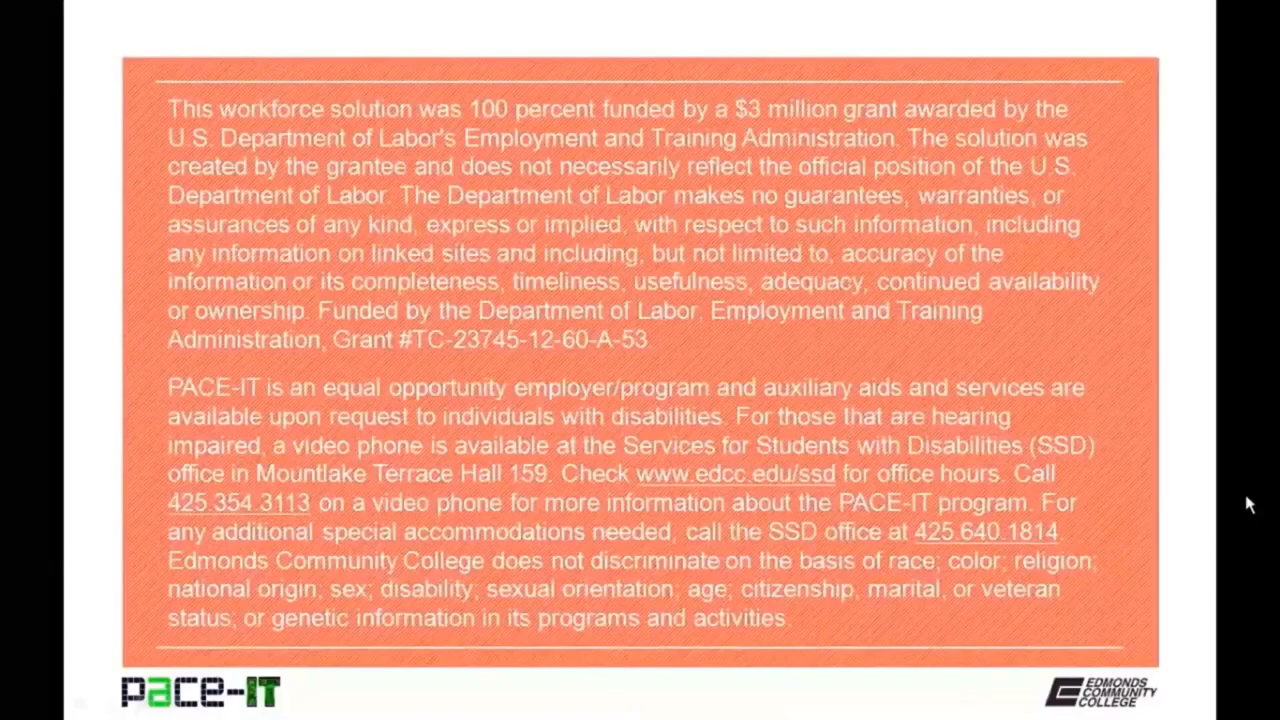 This workforce solution was 100 percent funded by a $3 million grant awarded by the
U.S. Department of Labor's Employment and Training Administration. The solution was
created by the grantee and does not necessarily reflect the official position of the U.S.
Department of Labor. The Department of Labor makes no guarantees, warranties, or
assurances of any kind, express or implied, with respect to such information, including
any information on linked sites and including, but not limited to, accuracy of the
information or its completeness, timeliness, usefulness, adequacy, continued availability
or ownership. Funded by the Department of Labor, Employment and Training
Administration, Grant #TC-23745-12-60-A-53.
PACE-IT is an equal opportunity employer/program and auxiliary aids and services are
available upon request to individuals with disabilities. For those that are hearing
impaired, a video phone is available at the Services for Students with Disabilities (SSD)
office in Mountlake Terrace Hall 159. Check www.edcc.edu/ssd for office hours. Call
425.354.3113 on a video phone for more information about the PACE-IT program. For
any additional special accommodations needed, call the SSD office at 425.640.1814.
Edmonds Community College does not discriminate on the basis of race; color; religion;
national origin; sex; disability; sexual orientation; age; citizenship, marital, or veteran
status; or genetic information in its programs and activities.
pace-IT
EDMONDS
COMMUNITY
COLLEGE